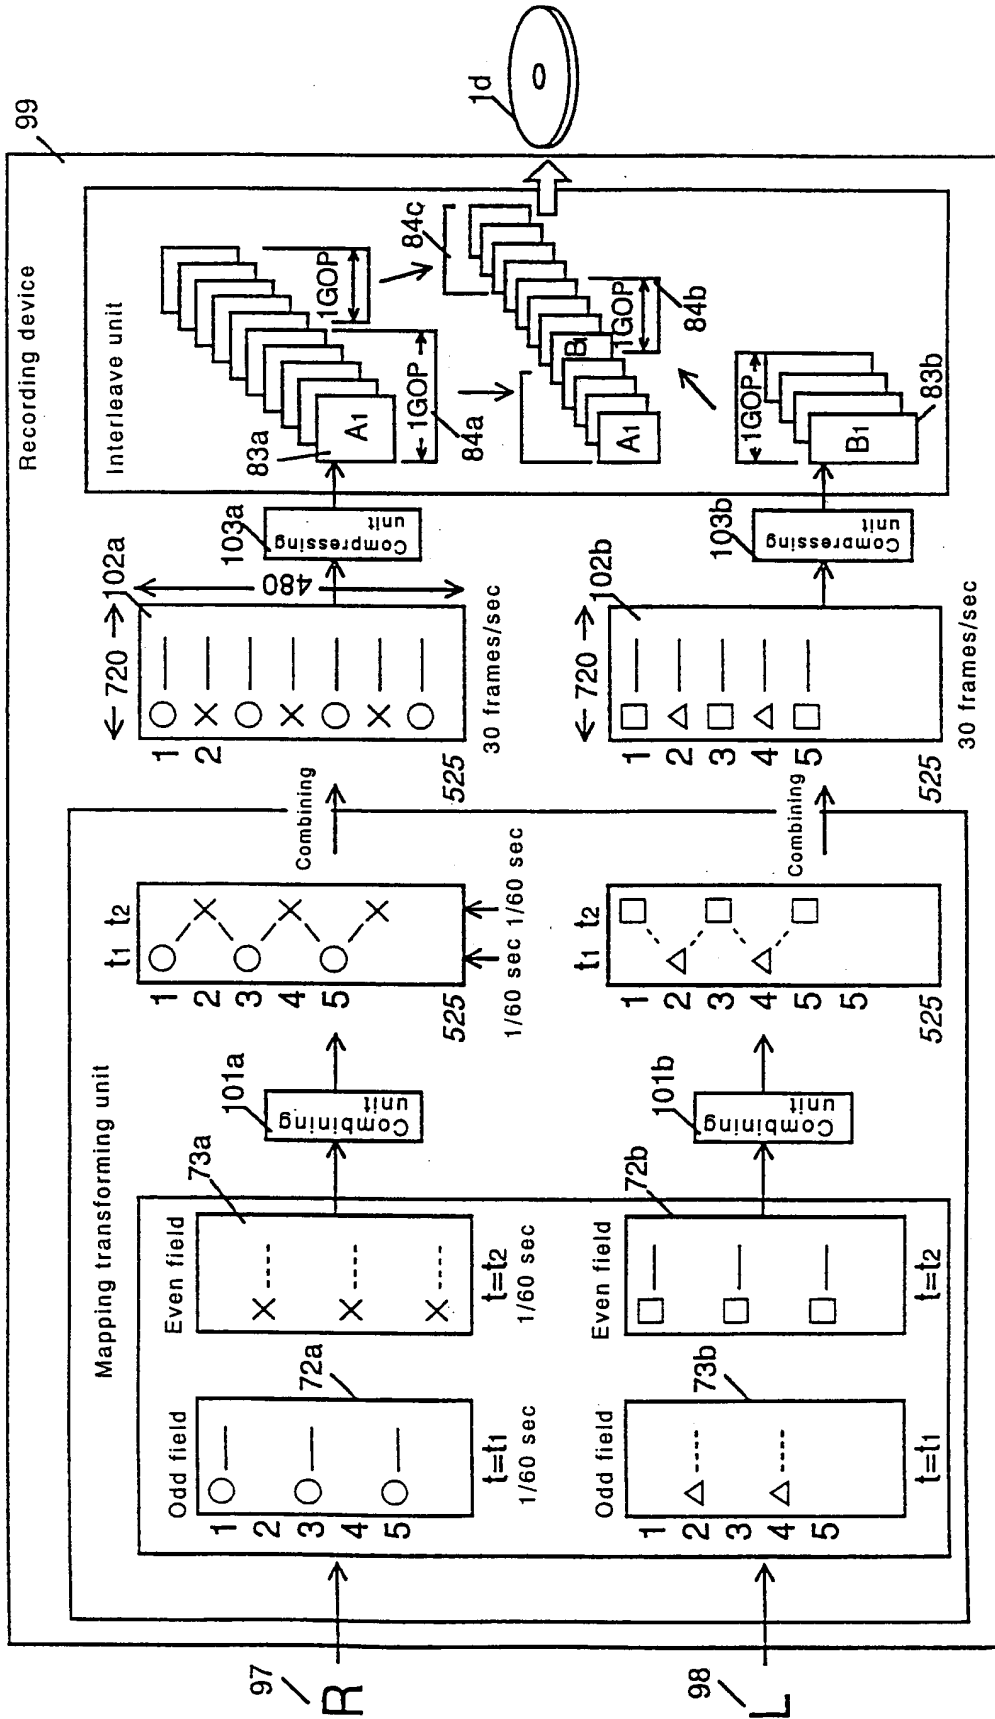 Recording device
99
Mapping transforming unit
Interleave unit
97
R
Odd field
1
2
3
4
5
72a
t=t1
1/60 sec
Even field
73a
t=t2
1/60 sec
101a
Combining
unit
t1 t2
1
2
3
4
5
525
1/60 sec 1/60 sec
Combining
← 720 →
102a
1
2
480
525
30 frames/sec
103a
Compressing
unit
83a
A1
1GOP
84a
1GOP
84c
A1
B1
1GOP
84b
1d
98
L
Odd field
1
2
3
4
5
73b
t=t1
Even field
72b
t=t2
101b
Combining
unit
t1 t2
1
2
3
4
5
5
525
Combining
← 720 →
102b
1
2
3
4
5
525
30 frames/sec
103b
Compressing
unit
1GOP
B1
83b